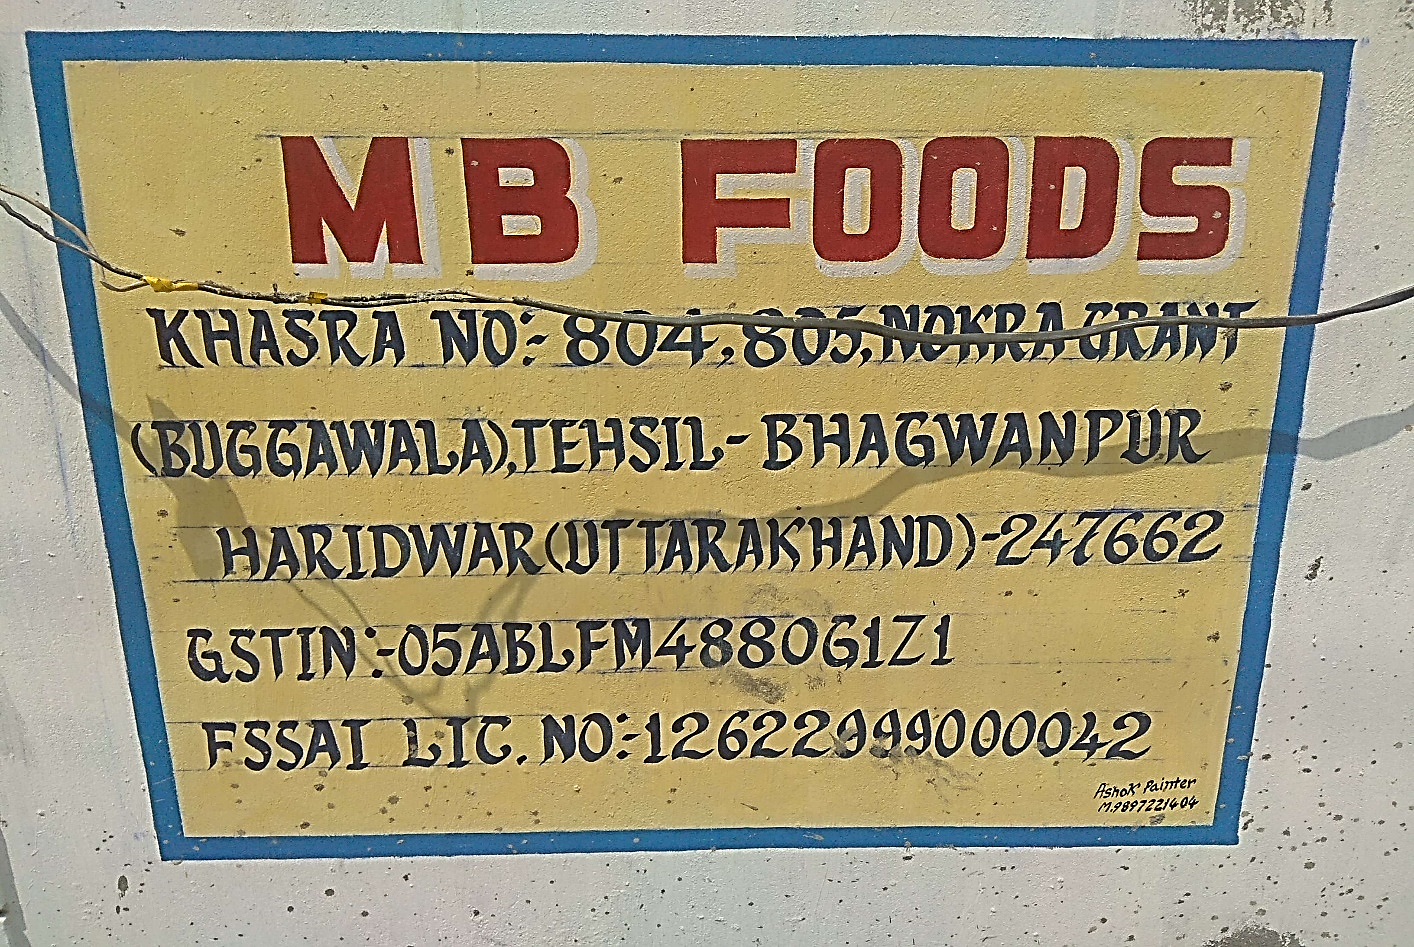 MB FOODS
KHASRA NO:- 804,805,NOKRA GRANT
(BUGGAWALA),TEHSIL- BHAGWANPUR
HARIDWAR(UTTARAKHAND)-247662
GSTIN:-05ABLFM4880G1Z1
FSSAI LIC. NO:-12622999000042
Ashok Painter
M.9897221404